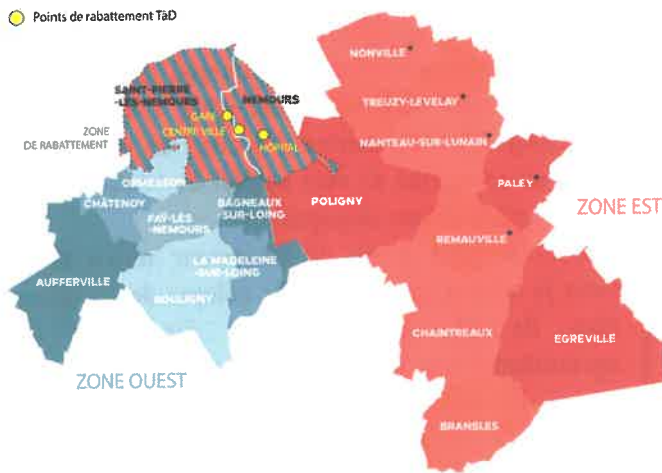 Points de rabattement TàD
NONVILLE*
SAINT-PIERRE
-LES-NEMOURS
NEMOURS
TREUZY-LEVELAY*
GARE
CENTRE VILLE
HÔPITAL
ZONE
DE RABATTEMENT
NANTEAU-SUR-LUNAIN*
ORMESSON
PALEY*
CHÂTENOY
FAY-LÈS
-NEMOURS
BAGNEAUX
-SUR-LOING
POLIGNY
ZONE EST
REMAUVILLE*
LA MADELEINE
-SUR-LOING
AUFFERVILLE
BOULIGNY
CHAINTREAUX
EGREVILLE
ZONE OUEST
BRANSLES